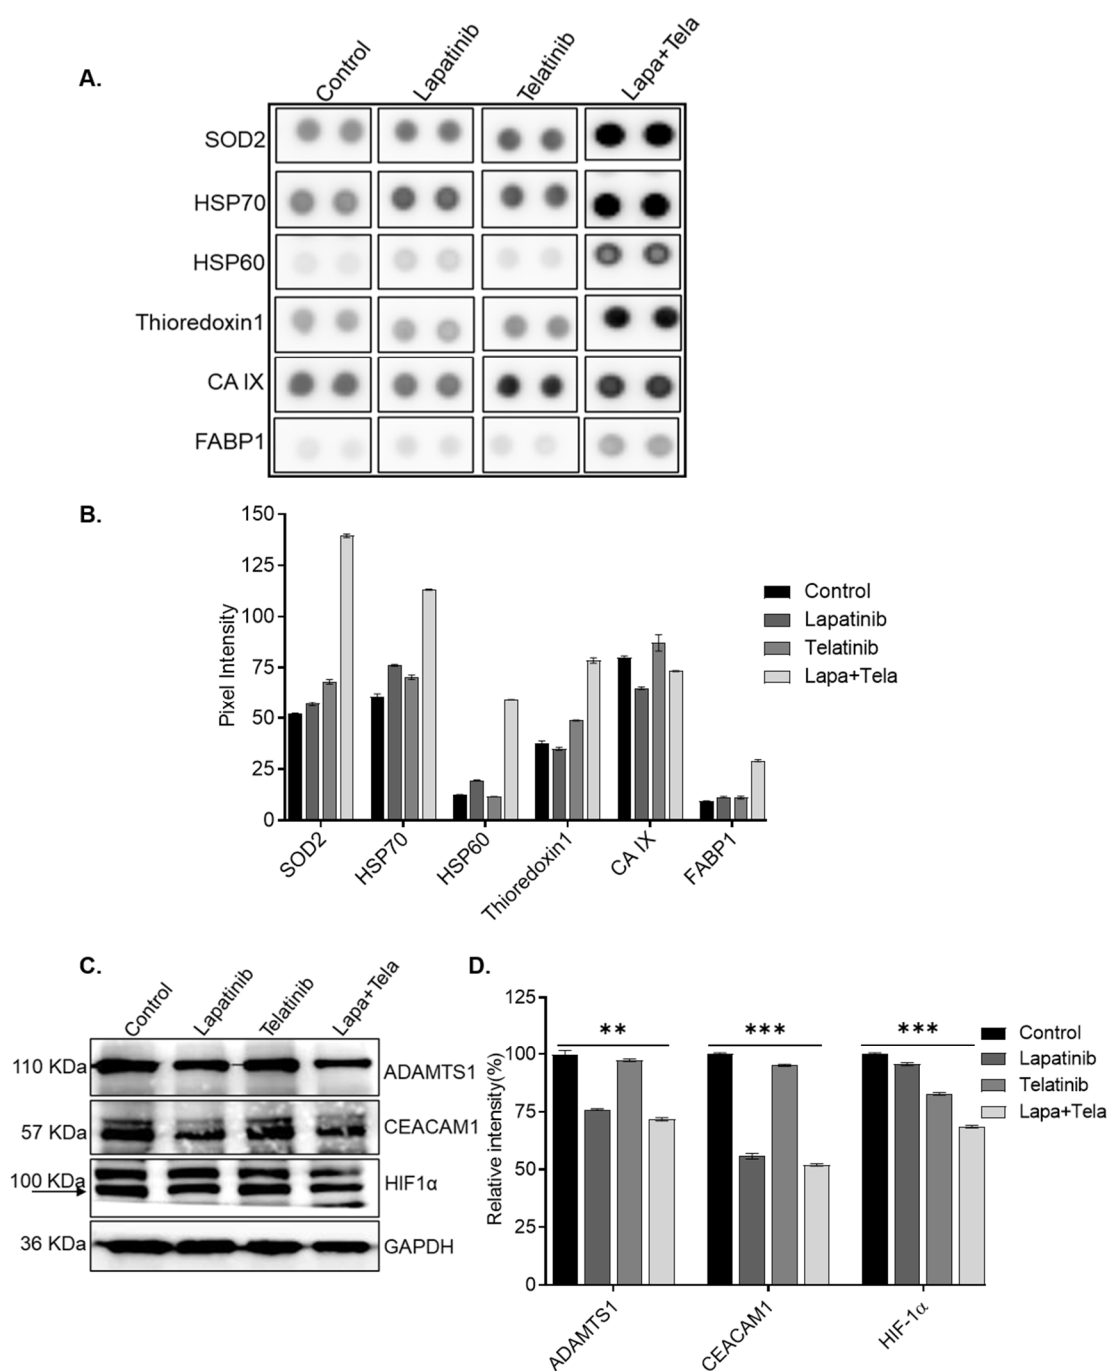 A.
Control
Lapatinib
Telatinib
Lapa+Tela
SOD2
HSP70
HSP60
Thioredoxin1
CA IX
FABP1
B.
Pixel Intensity
150
125
100
75
50
25
0
SOD2
HSP70
HSP60
Thioredoxin1
CA IX
FABP1
Control
Lapatinib
Telatinib
Lapa+Tela
C.
Control
Lapatinib
Telatinib
Lapa+Tela
110 KDa
ADAMTS1
57 KDa
CEACAM1
100 KDa
HIF1α
36 KDa
GAPDH
D.
Relative intensity(%)
125
100
75
50
25
0
**
***
***
ADAMTS1
CEACAM1
HIF-1α
Control
Lapatinib
Telatinib
Lapa+Tela